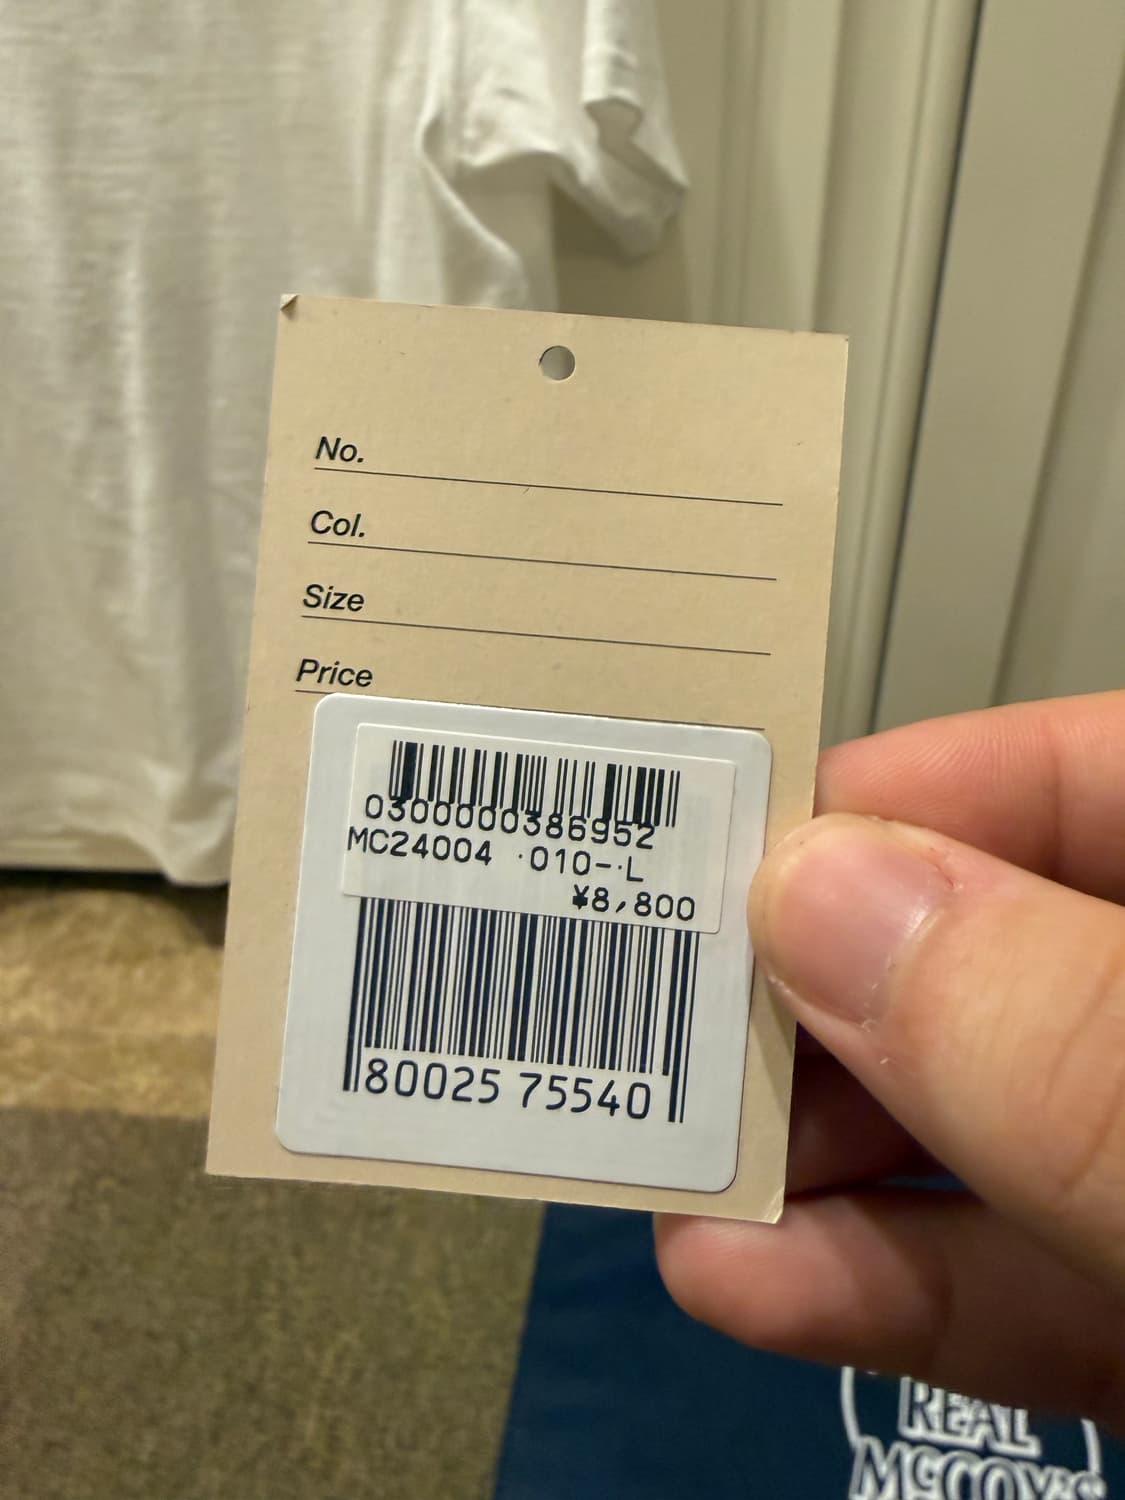 No.
Col.
Size
Price
0300000386952
MC24004 ·010-·L
¥8,800
80025 75540
REAL
McCOY'S